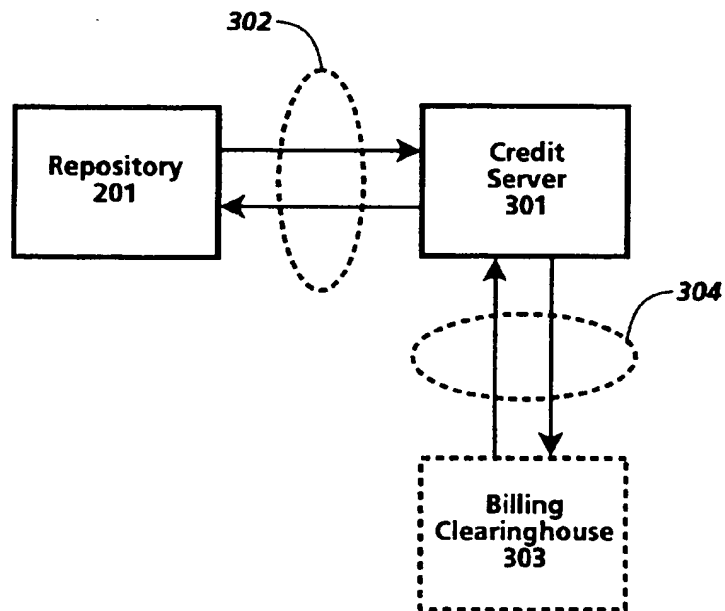 302
Repository
201
Credit
Server
301
304
Billing
Clearinghouse
303